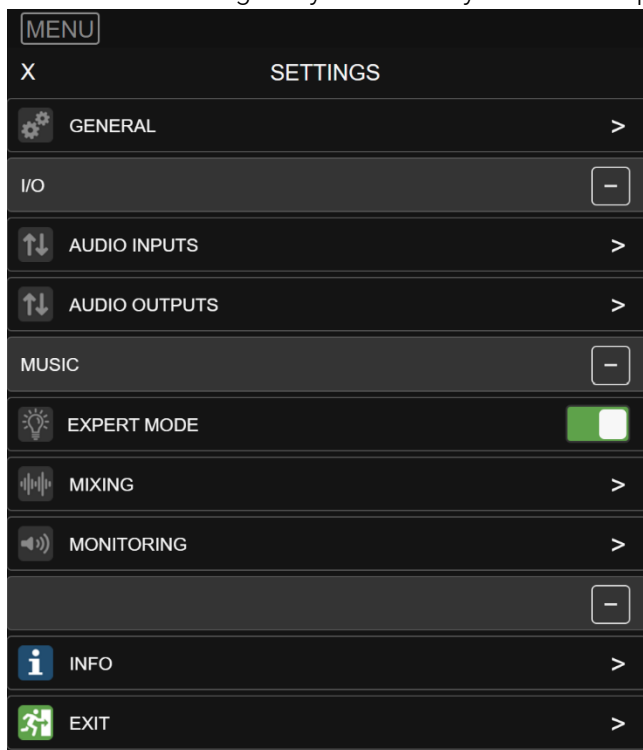 MENU
X SETTINGS
GENERAL >
I/O −
AUDIO INPUTS >
AUDIO OUTPUTS >
MUSIC −
EXPERT MODE
MIXING >
MONITORING >
−
INFO >
EXIT >